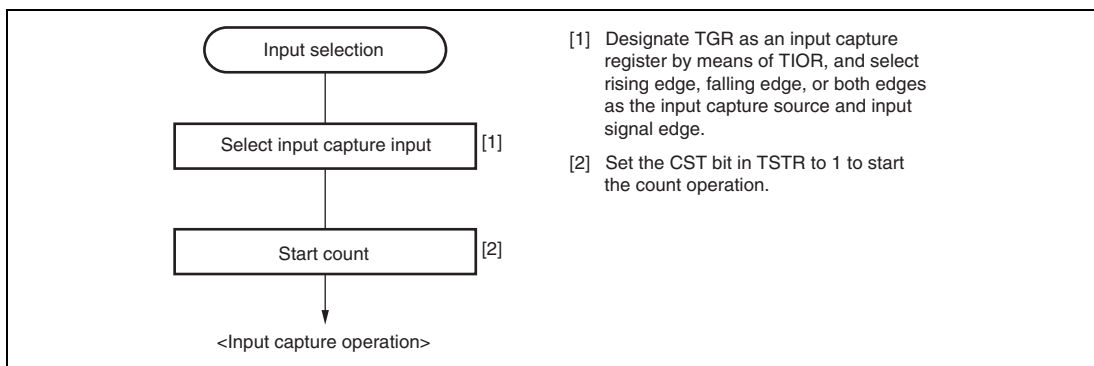 Input selection
Select input capture input
[1]
Start count
[2]
<Input capture operation>
[1] Designate TGR as an input capture
register by means of TIOR, and select
rising edge, falling edge, or both edges
as the input capture source and input
signal edge.
[2] Set the CST bit in TSTR to 1 to start
the count operation.